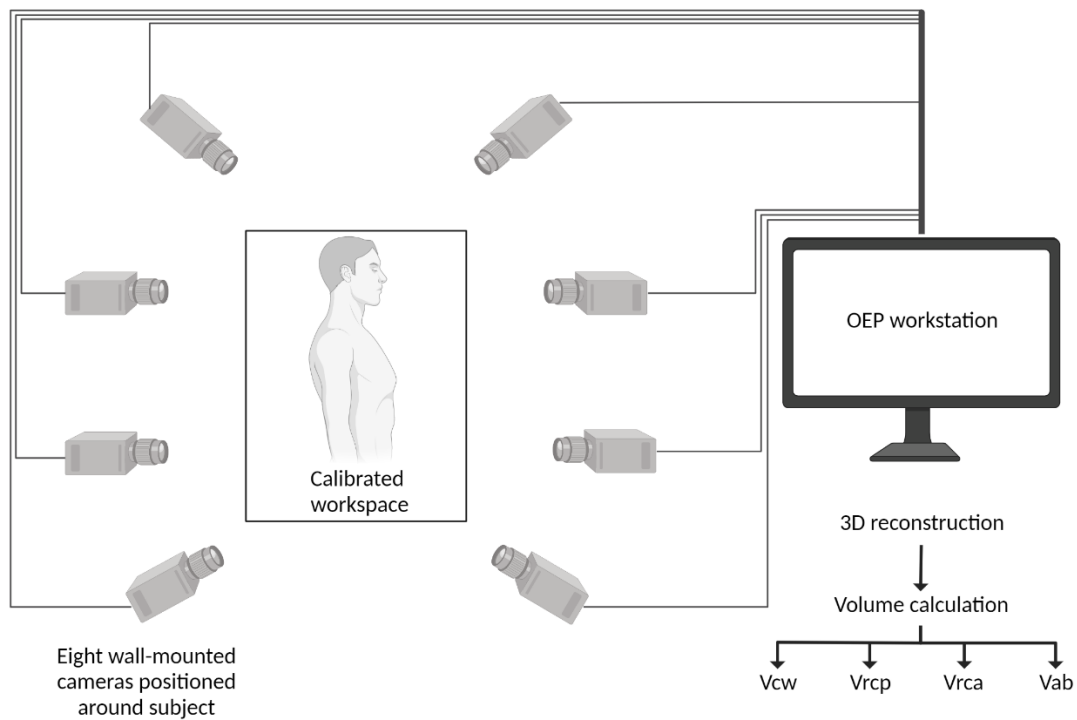 OEP workstation
Calibrated
workspace
3D reconstruction
Volume calculation
Eight wall-mounted
cameras positioned
around subject
Vcw
Vrcp
Vrca
Vab